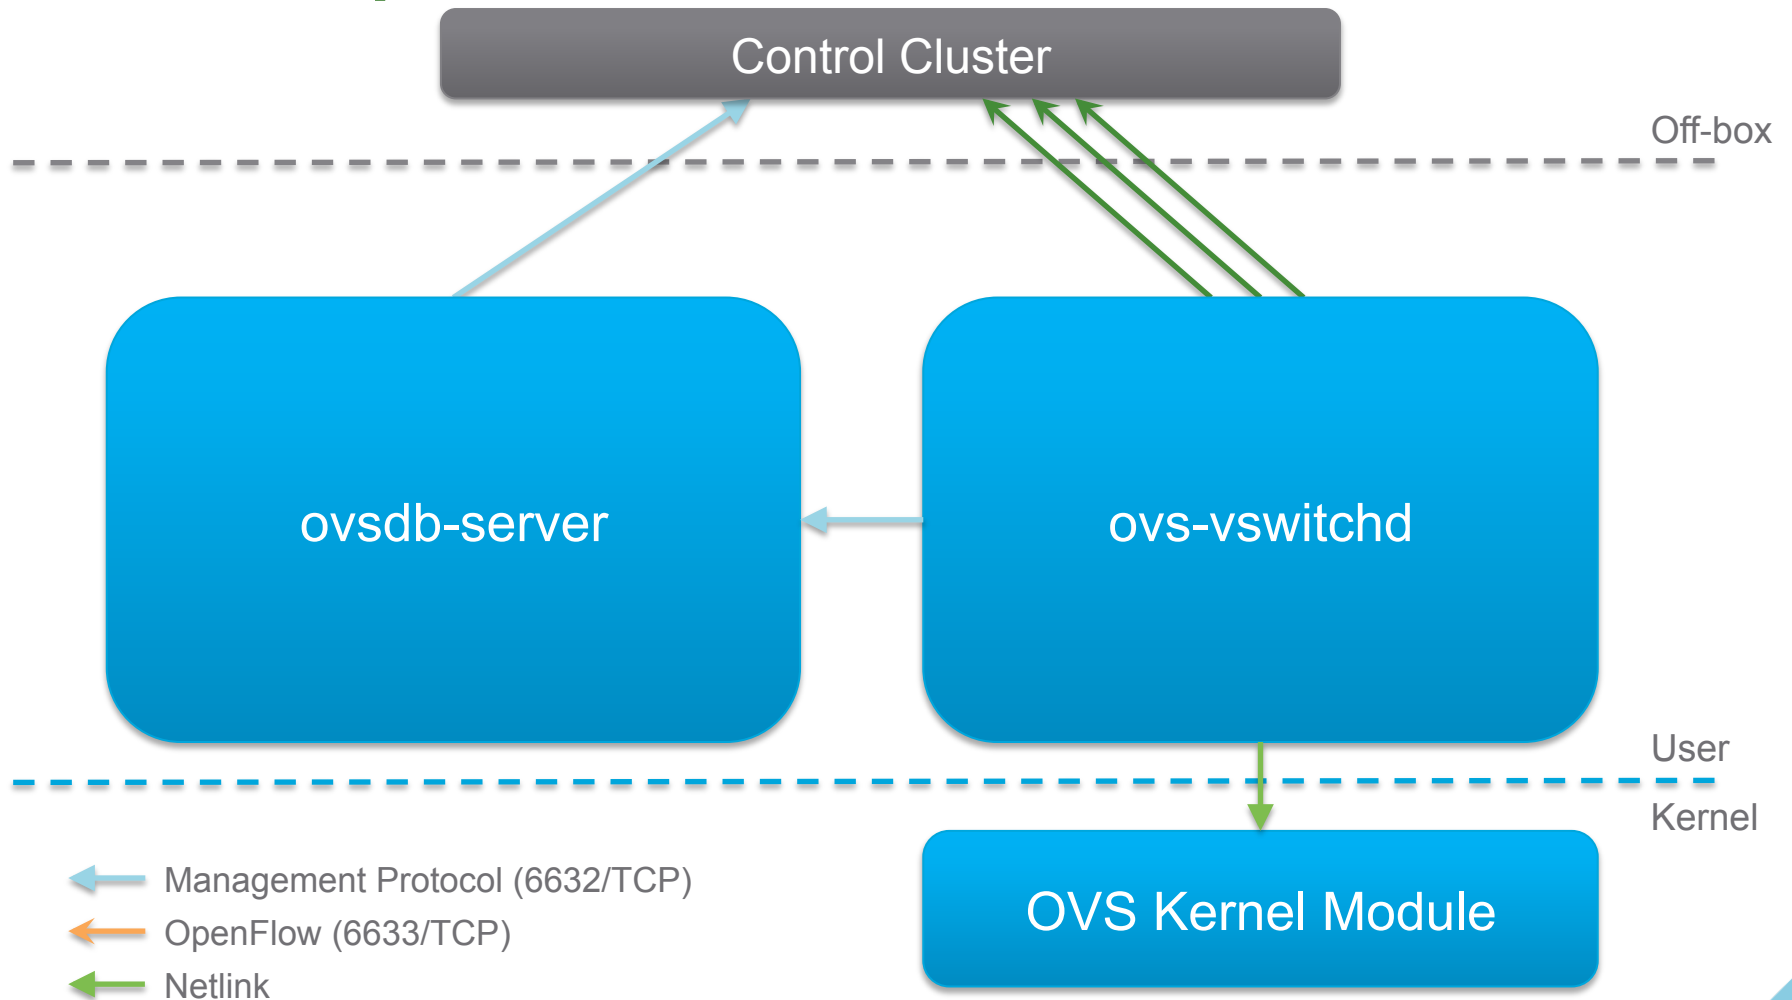 Control Cluster
Off-box
ovsdb-server
ovs-vswitchd
User
Kernel
OVS Kernel Module
Management Protocol (6632/TCP)
OpenFlow (6633/TCP)
Netlink